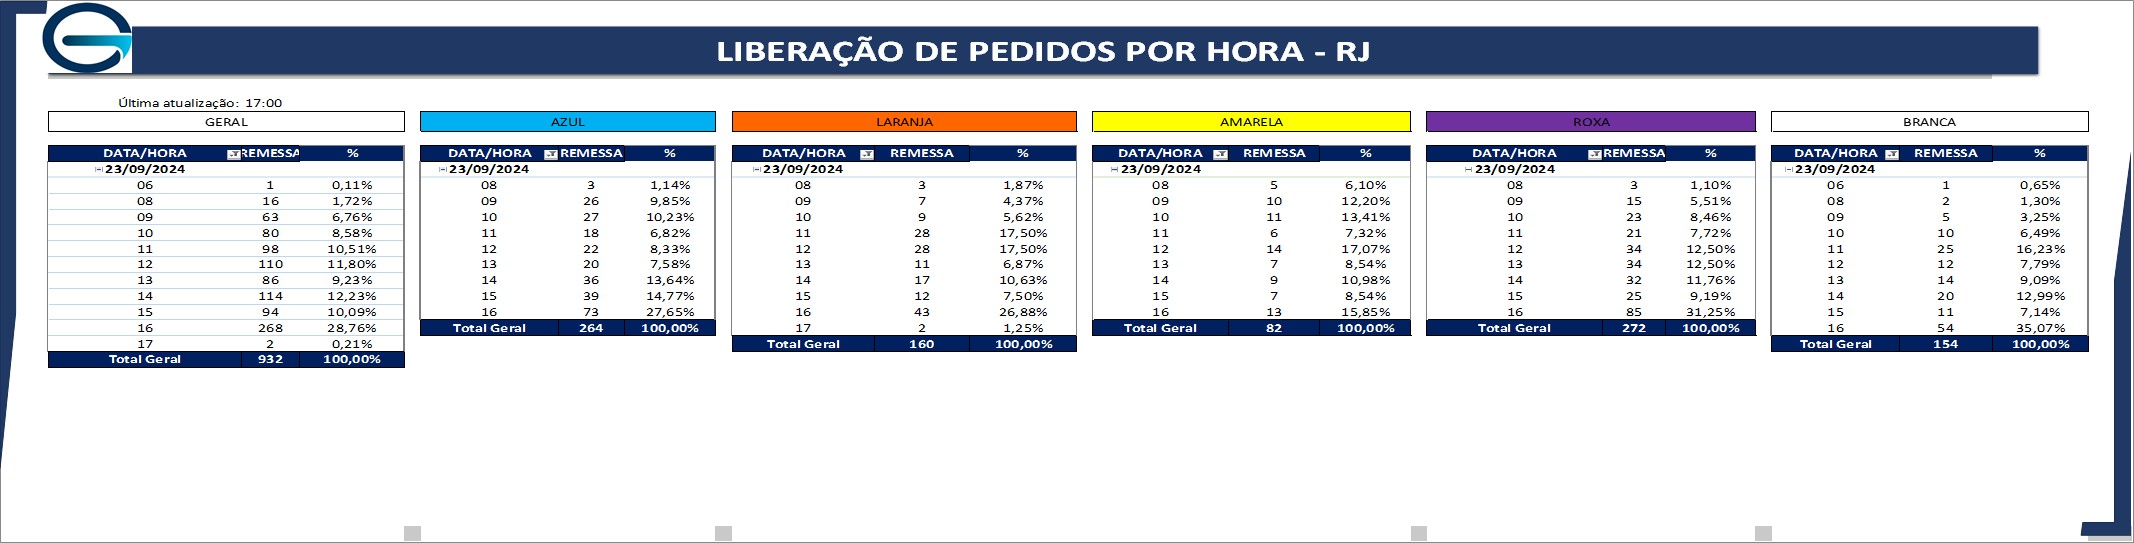 LIBERAÇÃO DE PEDIDOS POR HORA - RJ
Última atualização: 17:00
GERAL
DATA/HORA REMESSA %
23/09/2024
06 1 0,11%
08 16 1,72%
09 63 6,76%
10 80 8,58%
11 98 10,51%
12 110 11,80%
13 86 9,23%
14 114 12,23%
15 94 10,09%
16 268 28,76%
17 2 0,21%
Total Geral 932 100,00%
AZUL
DATA/HORA REMESSA %
23/09/2024
08 3 1,14%
09 26 9,85%
10 27 10,23%
11 18 6,82%
12 22 8,33%
13 20 7,58%
14 36 13,64%
15 39 14,77%
16 73 27,65%
Total Geral 264 100,00%
LARANJA
DATA/HORA REMESSA %
23/09/2024
08 3 1,87%
09 7 4,37%
10 9 5,62%
11 28 17,50%
12 28 17,50%
13 11 6,87%
14 17 10,63%
15 12 7,50%
16 43 26,88%
17 2 1,25%
Total Geral 160 100,00%
AMARELA
DATA/HORA REMESSA %
23/09/2024
08 5 6,10%
09 10 12,20%
10 11 13,41%
11 6 7,32%
12 14 17,07%
13 7 8,54%
14 9 10,98%
15 7 8,54%
16 13 15,85%
Total Geral 82 100,00%
ROXA
DATA/HORA REMESSA %
23/09/2024
08 3 1,10%
09 15 5,51%
10 23 8,46%
11 21 7,72%
12 34 12,50%
13 34 12,50%
14 32 11,76%
15 25 9,19%
16 85 31,25%
Total Geral 272 100,00%
BRANCA
DATA/HORA REMESSA %
23/09/2024
06 1 0,65%
08 2 1,30%
09 5 3,25%
10 10 6,49%
11 25 16,23%
12 12 7,79%
13 14 9,09%
14 20 12,99%
15 11 7,14%
16 54 35,07%
Total Geral 154 100,00%